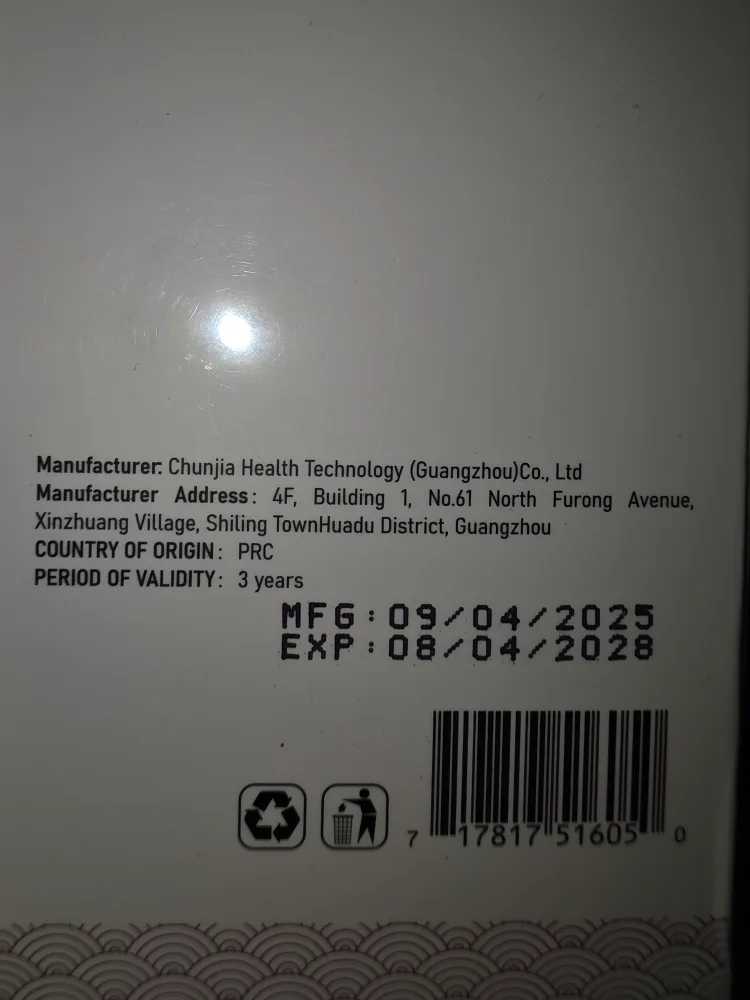 Manufacturer: Chunjia Health Technology (Guangzhou)Co., Ltd
Manufacturer Address: 4F, Building 1, No.61 North Furong Avenue,
Xinzhuang Village, Shiling TownHuadu District, Guangzhou
COUNTRY OF ORIGIN: PRC
PERIOD OF VALIDITY: 3 years
MFG:09/04/2025
EXP:08/04/2028
7 17817 51605 0